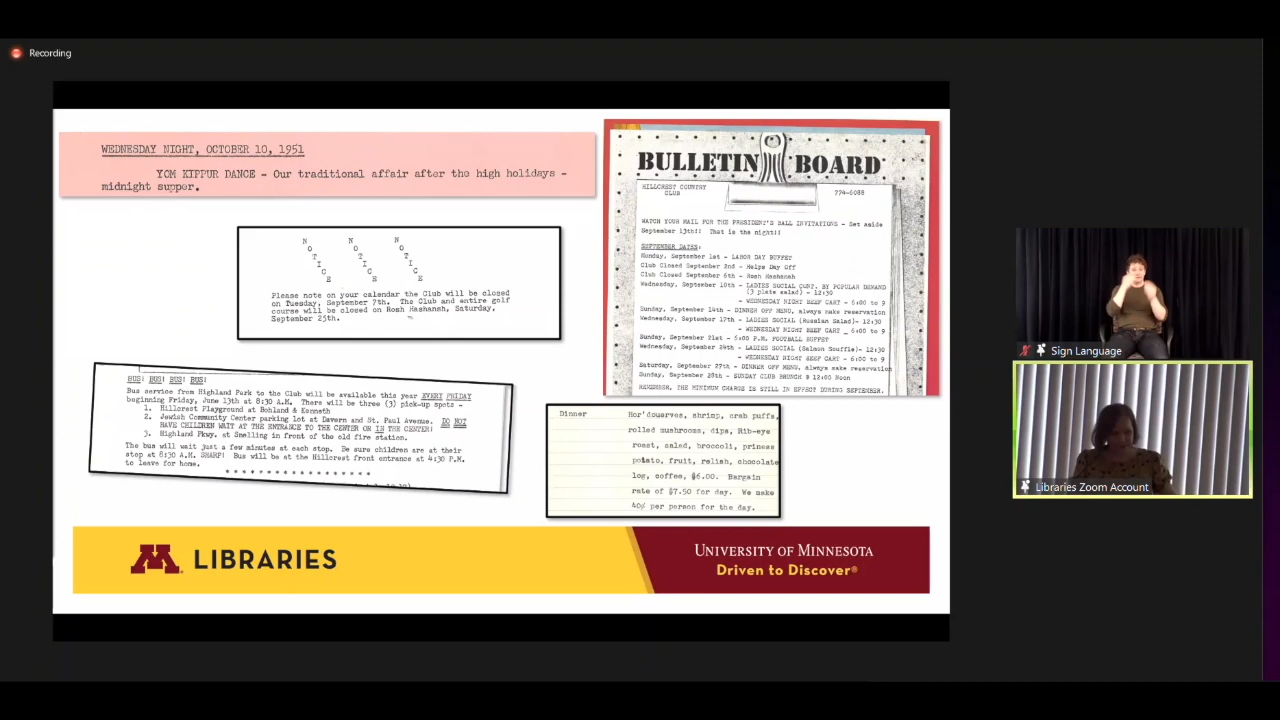 Recording
WEDNESDAY NIGHT, OCTOBER 10, 1951
YOM KIPPUR DANCE - Our traditional affair after the high holidays -
midnight supper.
NOTICE NOTICE NOTICE
Please note on your calendar the Club will be closed
on Tuesday, September 7th. The Club and entire golf
course will be closed on Rosh Hashanah, Saturday,
September 25th.
BUS! BUS! BUS! BUS!
Bus service from Highland Park to the Club will be available this year EVERY FRIDAY
beginning Friday, June 13th at 8:30 A.M. There will be three (3) pick-up spots -
1. Hillcrest Playground at Bohland & Kenneth
2. Jewish Community Center parking lot at Davern and St. Paul Avenue. DO NOT
HAVE CHILDREN WAIT AT THE ENTRANCE TO THE CENTER OR IN THE CENTER!
3. Highland Pkwy. at Snelling in front of the old fire station.
The bus will wait just a few minutes at each stop. Be sure children are at their
stop at 8:30 A.M. SHARP! Bus will be at the Hillcrest front entrance at 4:30 P.M.
to leave for home.
* * * * * * * * * * * * * * * * *
BULLETIN BOARD
HILLCREST COUNTRY
CLUB
774-6088
WATCH YOUR MAIL FOR THE PRESIDENT'S BALL INVITATIONS - Set aside
September 13th!! That is the night!!
SEPTEMBER DATES:
Monday, September 1st - LABOR DAY BUFFET
Club Closed September 2nd - Helps Day Off
Club Closed September 6th - Rosh Hashanah
Wednesday, September 10th - LADIES SOCIAL CONT. BY POPULAR DEMAND
(3 plate salad) - 12:30
- WEDNESDAY NIGHT BEEF CART - 6:00 to 9
Sunday, September 14th - DINNER OFF MENU, always make reservation
Wednesday, September 17th - LADIES SOCIAL (Russian Salad)- 12:30
- WEDNESDAY NIGHT BEEF CART - 6:00 to 9
Sunday, September 21st - 6:00 P.M. FOOTBALL BUFFET
Wednesday, September 24th - LADIES SOCIAL (Salmon Souffle)- 12:30
- WEDNESDAY NIGHT BEEF CART - 6:00 to 9
Saturday, September 27th - DINNER OFF MENU, always make reservation
Sunday, September 28th - SUNDAY CLUB BRUNCH @ 12:00 Noon
REMEMBER, THE MINIMUM CHARGE IS STILL IN EFFECT DURING SEPTEMBER.
Dinner Hor'douarves, shrimp, crab puffs,
rolled mushrooms, dips, Rib-eye
roast, salad, broccoli, priness
potato, fruit, relish, chocolate
log, coffee, $6.00. Bargain
rate of $7.50 for day. We make
40¢ per person for the day.
M LIBRARIES
UNIVERSITY OF MINNESOTA
Driven to Discover®
Sign Language
Libraries Zoom Account